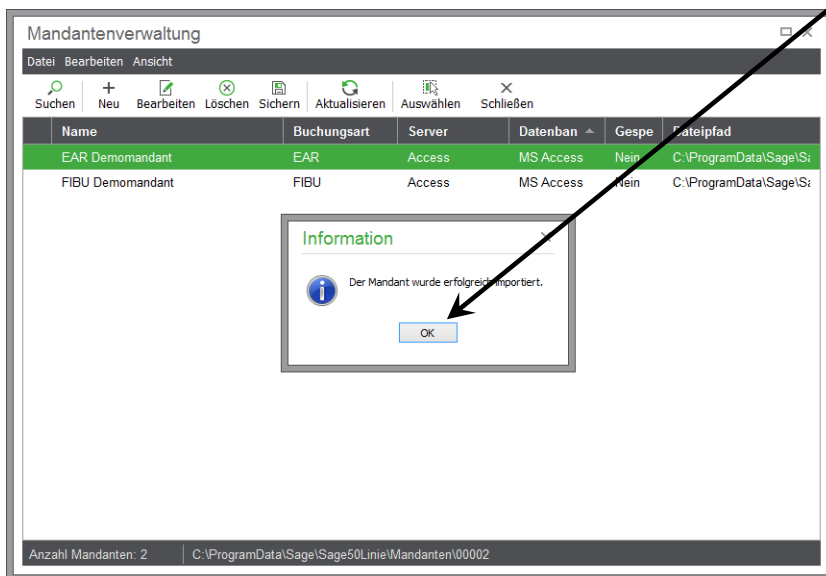 Mandantenverwaltung
Datei Bearbeiten Ansicht
Suchen Neu Bearbeiten Löschen Sichern Aktualisieren Auswählen Schließen
Name Buchungsart Server Datenban Gespe Dateipfad
EAR Demomandant EAR Access MS Access Nein C:\ProgramData\Sage\Sa
FIBU Demomandant FIBU Access MS Access Nein C:\ProgramData\Sage\Sa
Information
Der Mandant wurde erfolgreich importiert.
OK
Anzahl Mandanten: 2 C:\ProgramData\Sage\Sage50Linie\Mandanten\00002